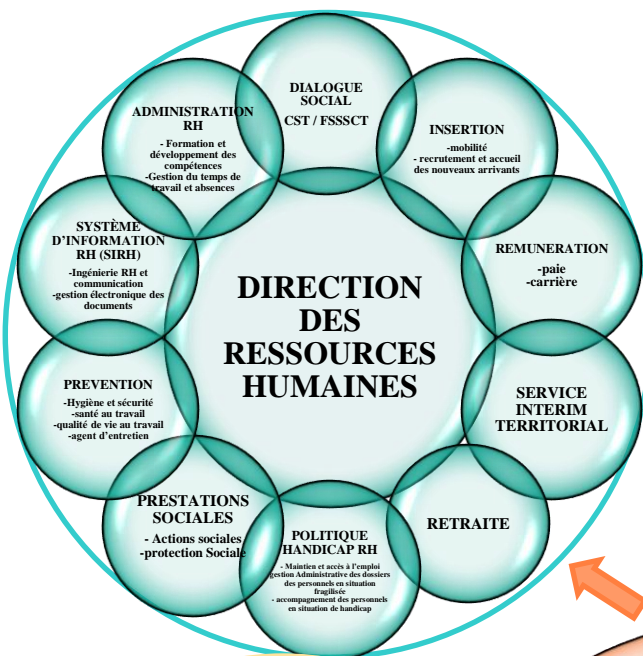 DIALOGUE
SOCIAL
CST / FSSSCT
INSERTION
-mobilité
- recrutement et accueil
des nouveaux arrivants
REMUNERATION
-paie
-carrière
SERVICE
INTERIM
TERRITORIAL
RETRAITE
POLITIQUE
HANDICAP RH
- Maintien et accès à l’emploi
gestion Administrative des dossiers
des personnels en situation
fragilisée
- accompagnement des personnels
en situation de handicap
PRESTATIONS
SOCIALES
- Actions sociales
-protection Sociale
PREVENTION
-Hygiène et sécurité
-santé au travail
-qualité de vie au travail
-agent d’entretien
SYSTÈME
D’INFORMATION
RH (SIRH)
-Ingénierie RH et
communication
-gestion électronique des
documents
ADMINISTRATION
RH
- Formation et
développement des
compétences
-Gestion du temps de
travail et absences
DIRECTION
DES
RESSOURCES
HUMAINES